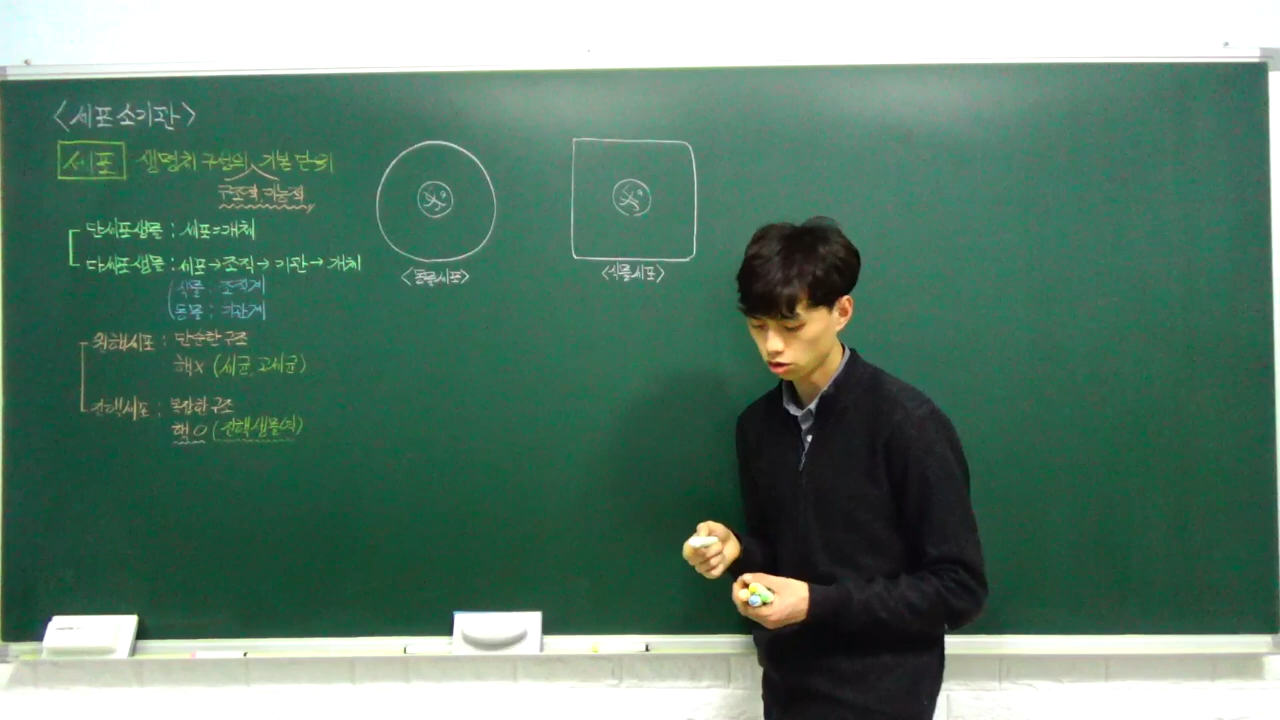 <세포 소기관>
세포 생명체 구성의 기본 단위
구조적 기능적
단세포생물 : 세포=개체
다세포생물 : 세포→조직→기관→개체
식물 : 조직계
동물 : 기관계
원핵세포 : 단순한 구조
핵X (세균, 고세균)
진핵세포 : 복잡한 구조
핵O (진핵생물역)
<동물세포>
<식물세포>